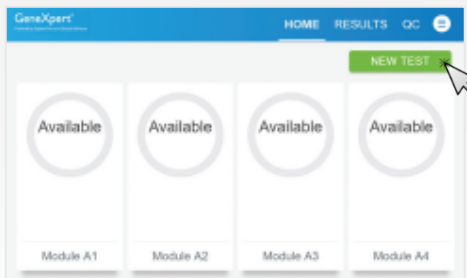 GeneXpert®
HOME RESULTS QC
NEW TEST
Available Available Available Available
Module A1 Module A2 Module A3 Module A4